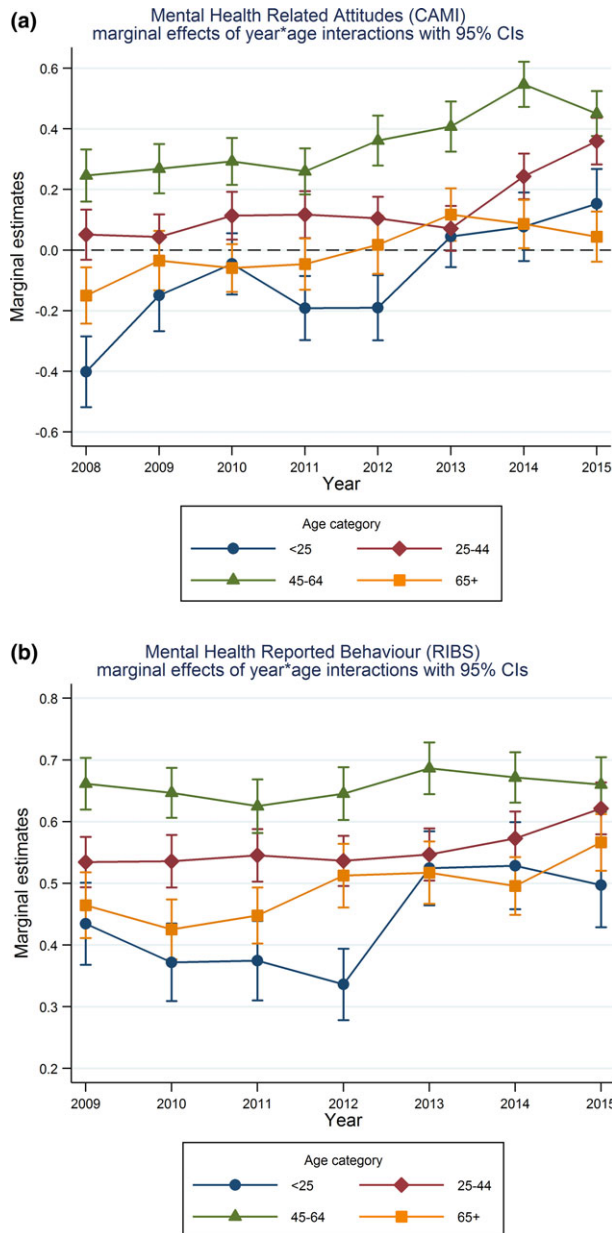 (a)
Mental Health Related Attitudes (CAMI)
marginal effects of year*age interactions with 95% CIs
Marginal estimates
0.6
0.4
0.2
0.0
-0.2
-0.4
-0.6
2008 2009 2010 2011 2012 2013 2014 2015
Year
Age category
<25 25-44
45-64 65+
(b)
Mental Health Reported Behaviour (RIBS)
marginal effects of year*age interactions with 95% CIs
Marginal estimates
0.8
0.7
0.6
0.5
0.4
0.3
0.2
2009 2010 2011 2012 2013 2014 2015
Year
Age category
<25 25-44
45-64 65+